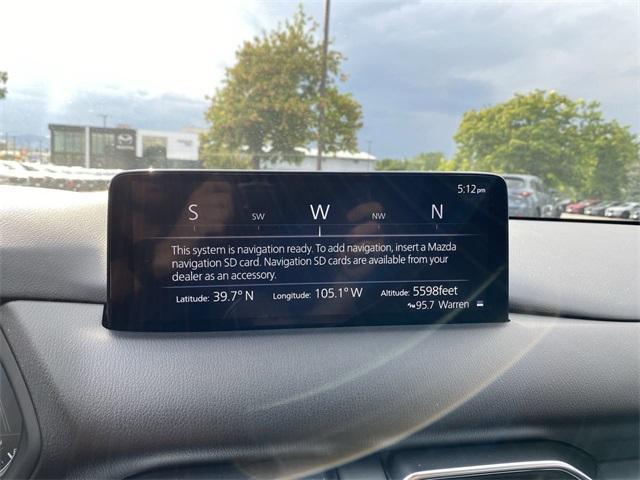 5:12 pm
S SW W NW N
This system is navigation ready. To add navigation, insert a Mazda
navigation SD card. Navigation SD cards are available from your
dealer as an accessory.
Latitude: 39.7° N Longitude: 105.1° W Altitude: 5598feet
95.7 Warren